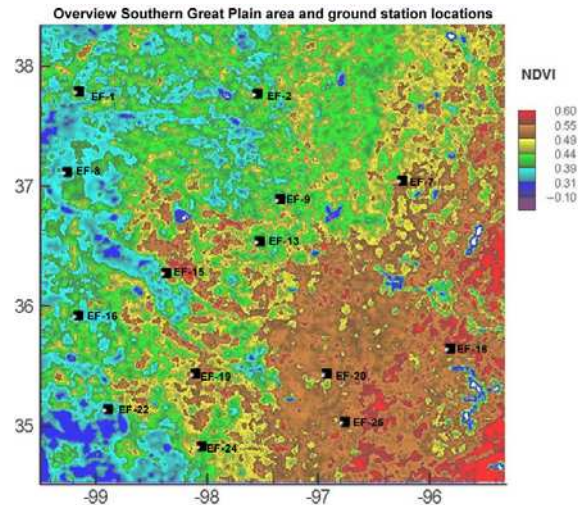 Overview Southern Great Plain area and ground station locations
38
NDVI
EF-1
EF-2
0.60
0.55
0.49
0.44
0.39
0.31
−0.10
EF-8
EF-7
37
EF-9
EF-13
EF-15
36
EF-16
EF-18
EF-19
EF-20
EF-22
EF-26
35
EF-24
-99
-98
-97
-96